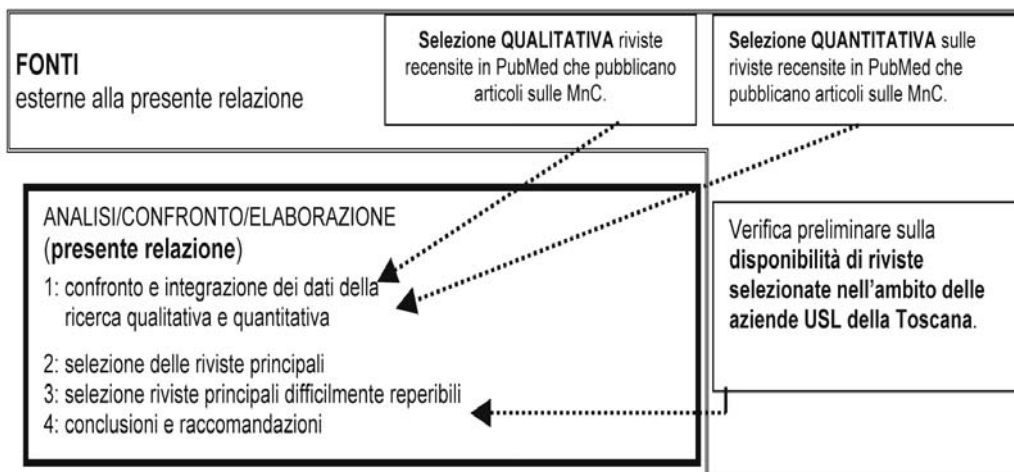 FONTI
esterne alla presente relazione
Selezione QUALITATIVA riviste
recensite in PubMed che pubblicano
articoli sulle MnC.
Selezione QUANTITATIVA sulle
riviste recensite in PubMed che
pubblicano articoli sulle MnC.
ANALISI/CONFRONTO/ELABORAZIONE
(presente relazione)
1: confronto e integrazione dei dati della
ricerca qualitativa e quantitativa
2: selezione delle riviste principali
3: selezione riviste principali difficilmente reperibili
4: conclusioni e raccomandazioni
Verifica preliminare sulla
disponibilità di riviste
selezionate nell'ambito delle
aziende USL della Toscana.